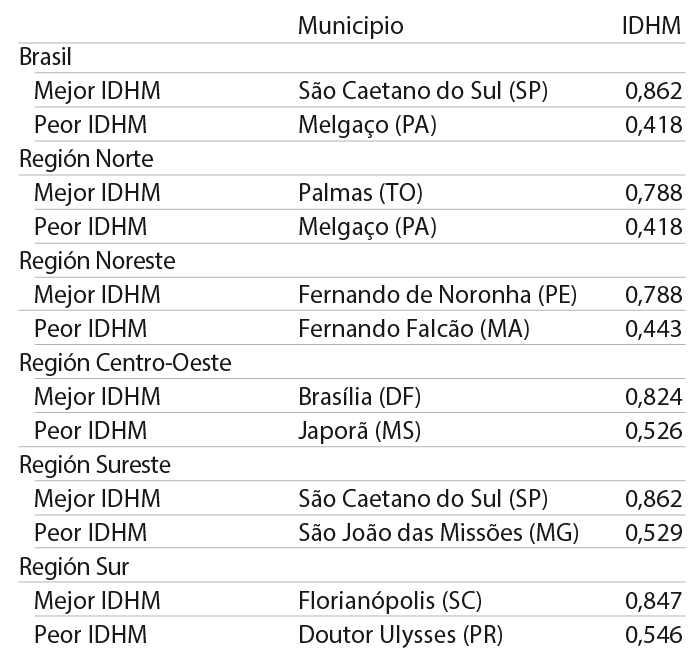 Municipio IDHM
Brasil
Mejor IDHM São Caetano do Sul (SP) 0,862
Peor IDHM Melgaço (PA) 0,418
Región Norte
Mejor IDHM Palmas (TO) 0,788
Peor IDHM Melgaço (PA) 0,418
Región Noreste
Mejor IDHM Fernando de Noronha (PE) 0,788
Peor IDHM Fernando Falcão (MA) 0,443
Región Centro-Oeste
Mejor IDHM Brasília (DF) 0,824
Peor IDHM Japorã (MS) 0,526
Región Sureste
Mejor IDHM São Caetano do Sul (SP) 0,862
Peor IDHM São João das Missões (MG) 0,529
Región Sur
Mejor IDHM Florianópolis (SC) 0,847
Peor IDHM Doutor Ulysses (PR) 0,546